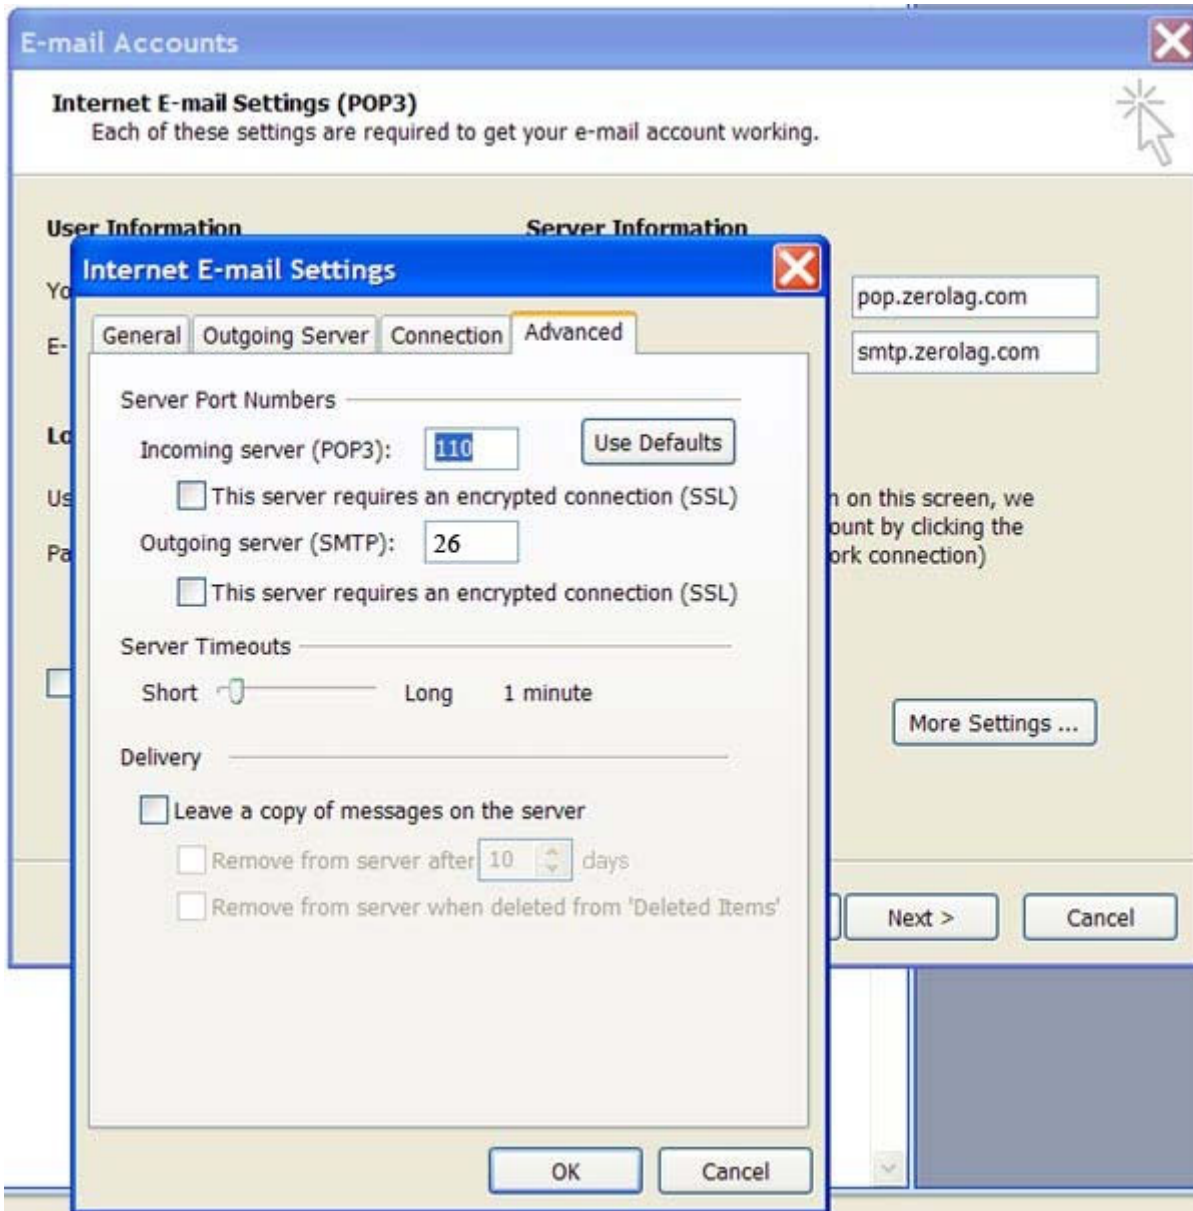 E-mail Accounts
Internet E-mail Settings (POP3)
Each of these settings are required to get your e-mail account working.
User Information
Server Information
Yo
pop.zerolag.com
E-
smtp.zerolag.com
Lo
Us
n on this screen, we
ount by clicking the
Pa
ork connection)
More Settings ...
Next >
Cancel
Internet E-mail Settings
General
Outgoing Server
Connection
Advanced
Server Port Numbers
Incoming server (POP3): 110
Use Defaults
This server requires an encrypted connection (SSL)
Outgoing server (SMTP): 26
This server requires an encrypted connection (SSL)
Server Timeouts
Short Long 1 minute
Delivery
Leave a copy of messages on the server
Remove from server after 10 days
Remove from server when deleted from 'Deleted Items'
OK
Cancel